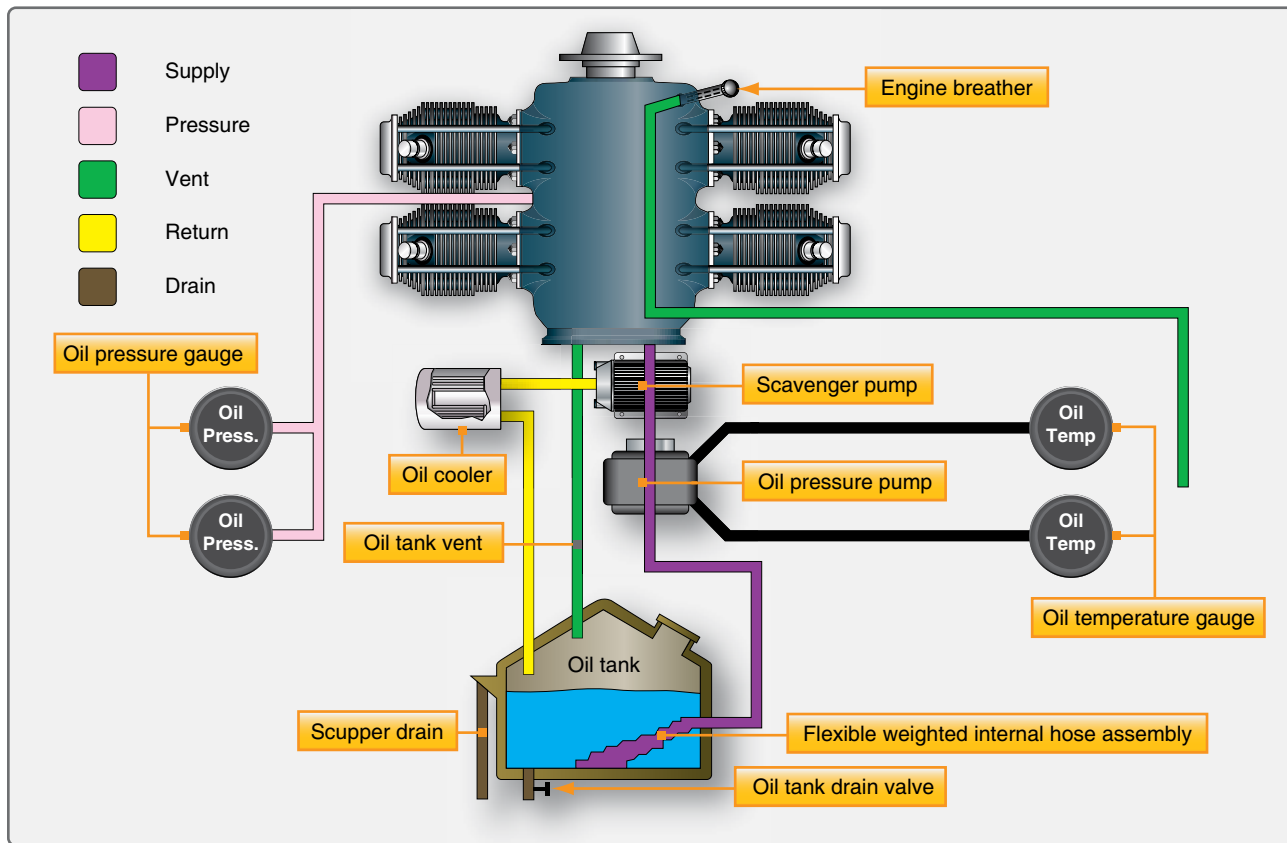 Supply
Pressure
Vent
Return
Drain
Engine breather
Oil pressure gauge
Oil
Press.
Oil
Press.
Oil cooler
Scavenger pump
Oil pressure pump
Oil
Temp
Oil
Temp
Oil tank vent
Oil temperature gauge
Oil tank
Scupper drain
Flexible weighted internal hose assembly
Oil tank drain valve